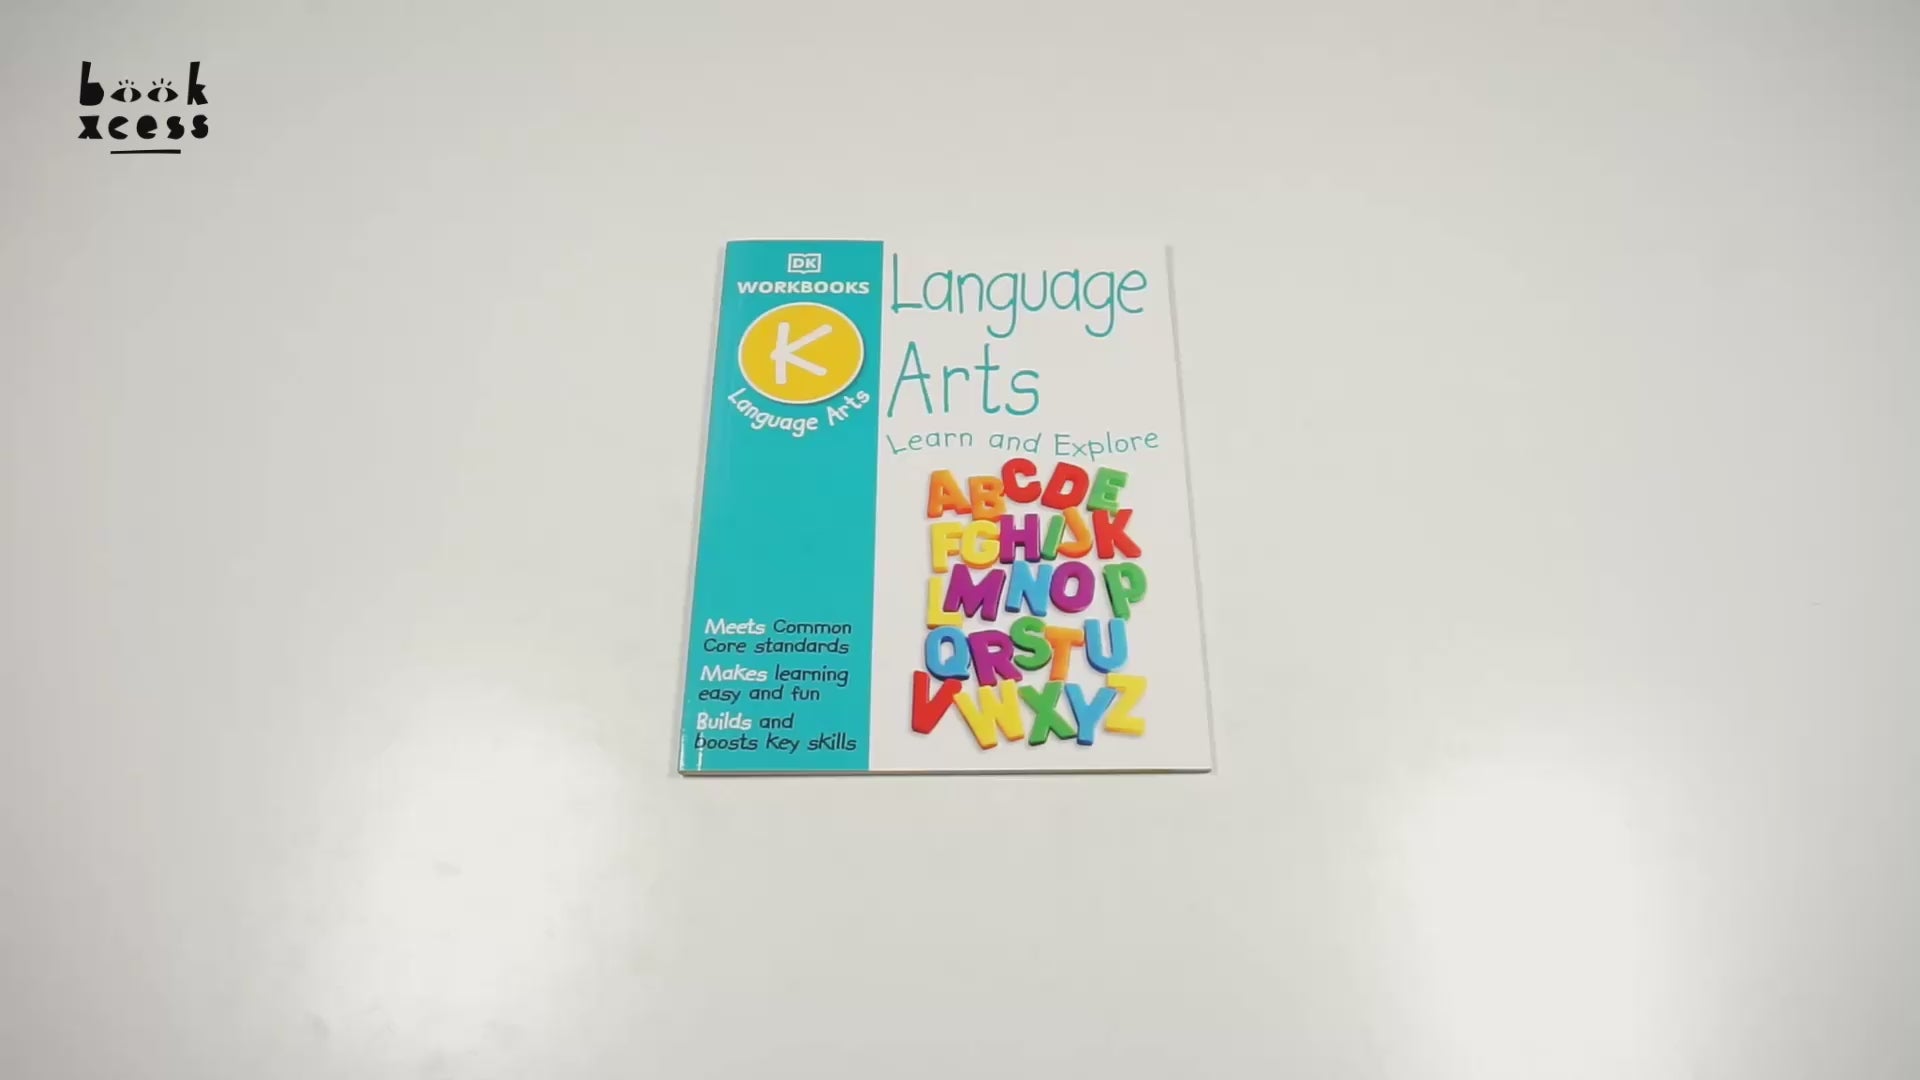 book
xcess
DK
WORKBOOKS
K
Language Arts
Meets Common
Core standards
Makes learning
easy and fun
Builds and
boosts key skills
Language
Arts
Learn and Explore
ABCDE
FGHIJK
LMNOP
QRSTU
VWXYZ